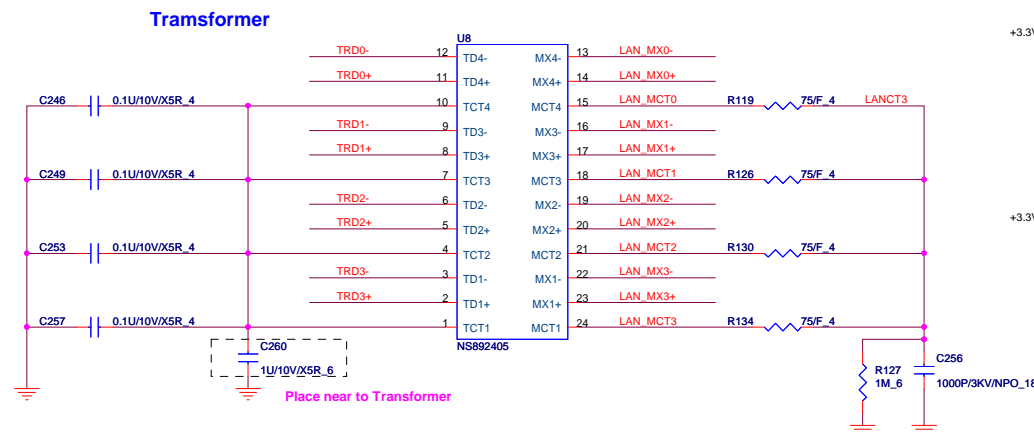 Tramsformer
+3.3V
U8
TRD0- 12 TD4- MX4- 13 LAN_MX0-
TRD0+ 11 TD4+ MX4+ 14 LAN_MX0+
C246 0.1U/10V/X5R_4 10 TCT4 MCT4 15 LAN_MCT0 R119 75/F_4 LANCT3
TRD1- 9 TD3- MX3- 16 LAN_MX1-
TRD1+ 8 TD3+ MX3+ 17 LAN_MX1+
C249 0.1U/10V/X5R_4 7 TCT3 MCT3 18 LAN_MCT1 R126 75/F_4
TRD2- 6 TD2- MX2- 19 LAN_MX2-
+3.3V
TRD2+ 5 TD2+ MX2+ 20 LAN_MX2+
C253 0.1U/10V/X5R_4 4 TCT2 MCT2 21 LAN_MCT2 R130 75/F_4
TRD3- 3 TD1- MX1- 22 LAN_MX3-
TRD3+ 2 TD1+ MX1+ 23 LAN_MX3+
C257 0.1U/10V/X5R_4 1 TCT1 MCT1 24 LAN_MCT3 R134 75/F_4
C260 NS892405
1U/10V/X5R_6
C256
R127
1M_6 1000P/3KV/NPO_18
Place near to Transformer